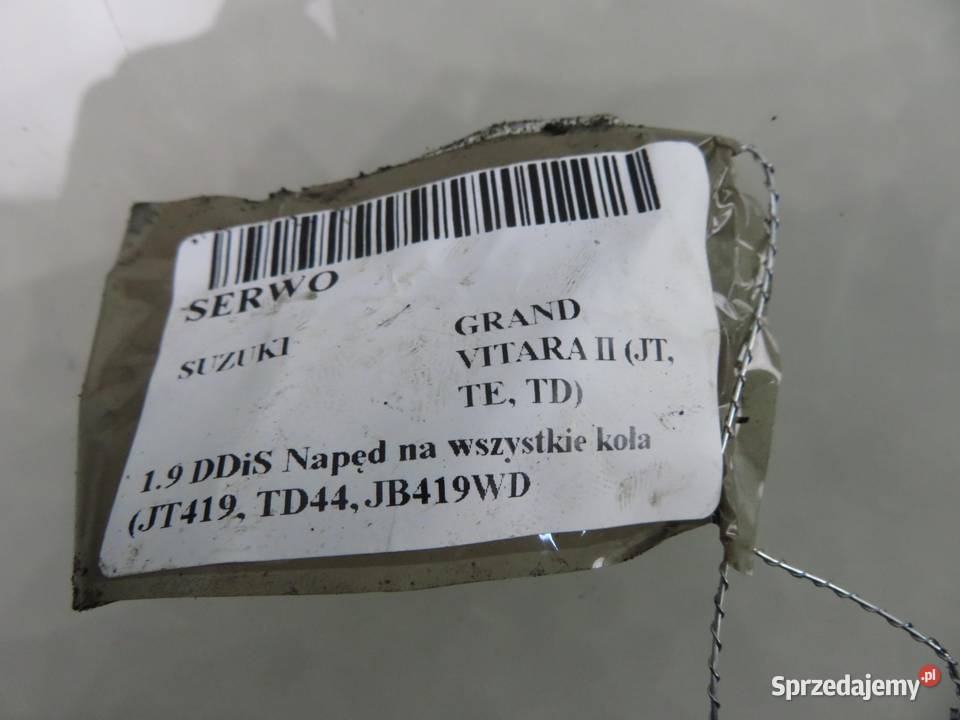 SERWO
SUZUKI
GRAND
VITARA II (JT,
TE, TD)
1.9 DDiS Napęd na wszystkie koła
(JT419, TD44, JB419WD
Sprzedajemy.pl